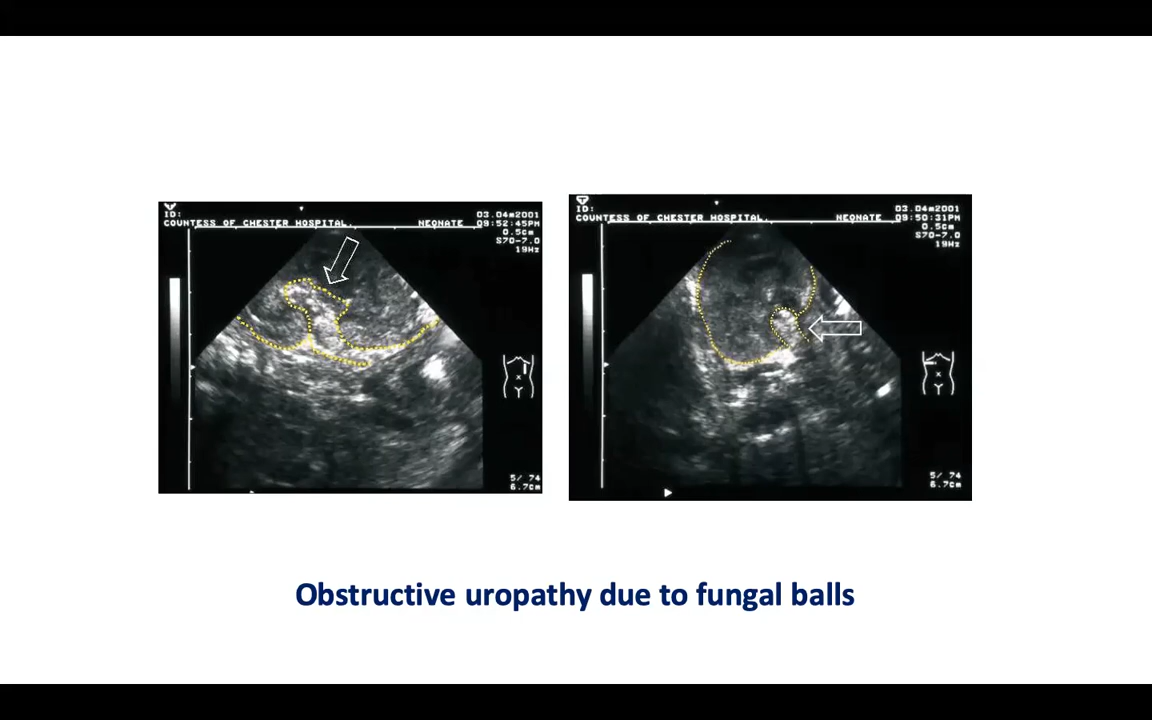 ID:
COUNTESS OF CHESTER HOSPITAL.
NEONATE
03.04m2001
09:52:45PM
0.5cm
S70-7.0
19Hz
5/ 74
6.7cm
ID:
COUNTESS OF CHESTER HOSPITAL.
NEONATE
03.04m2001
09:50:31PM
0.5cm
S70-7.0
19Hz
5/ 74
6.7cm
Obstructive uropathy due to fungal balls